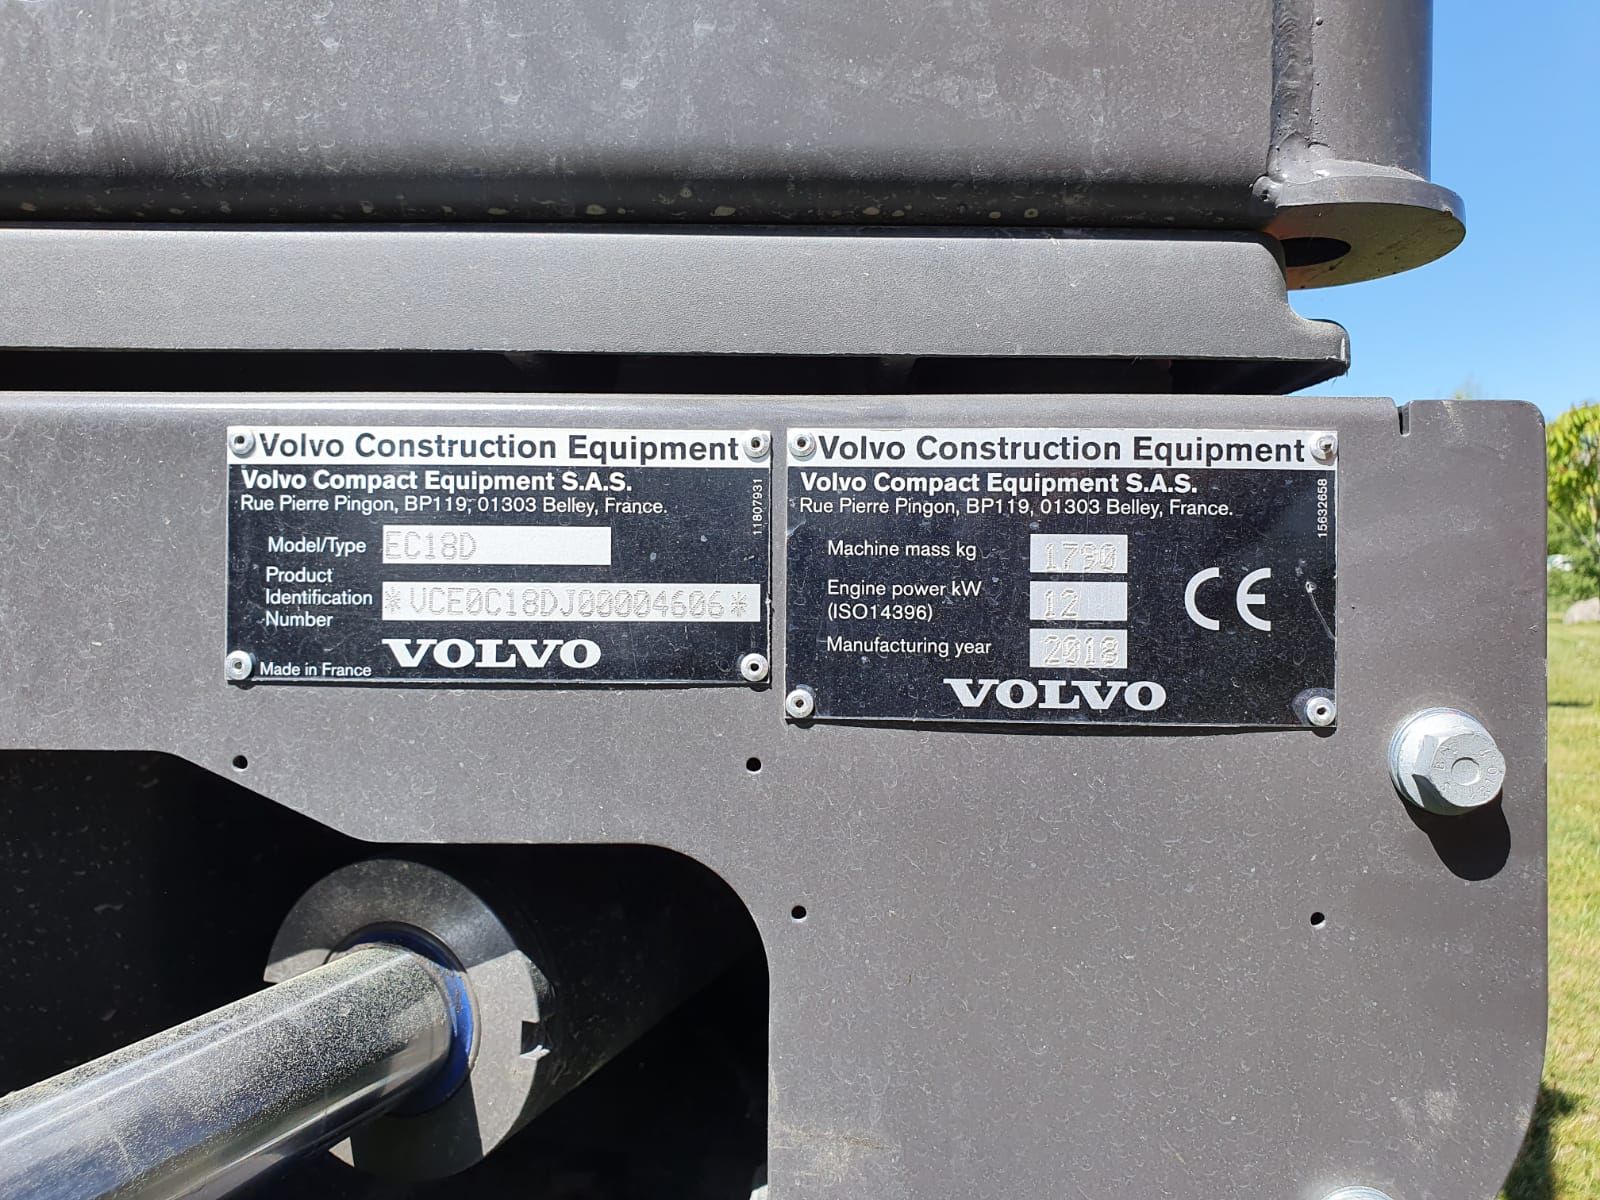 Volvo Construction Equipment
Volvo Compact Equipment S.A.S.
Rue Pierre Pingon, BP119, 01303 Belley, France.
11807931
Model/Type EC18D
Product
Identification *VCE0C18DJ00004606*
Number
VOLVO
Made in France
Volvo Construction Equipment
Volvo Compact Equipment S.A.S.
Rue Pierre Pingon, BP119, 01303 Belley, France.
15632658
Machine mass kg 1790
Engine power kW 12
(ISO14396)
Manufacturing year 2018
CE
VOLVO